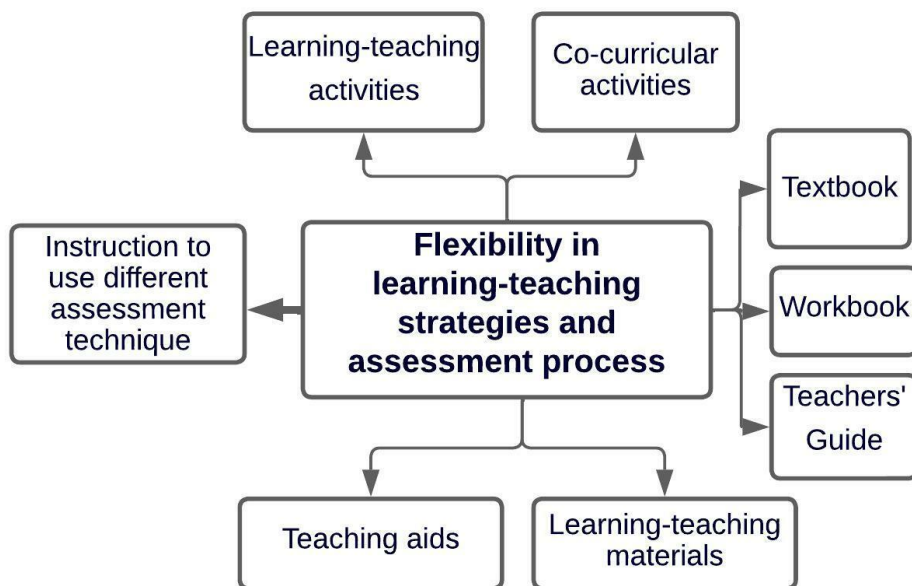 Learning-teaching
activities
Co-curricular
activities
Textbook
Instruction to
use different
assessment
technique
Flexibility in
learning-teaching
strategies and
assessment process
Workbook
Teachers'
Guide
Teaching aids
Learning-teaching
materials